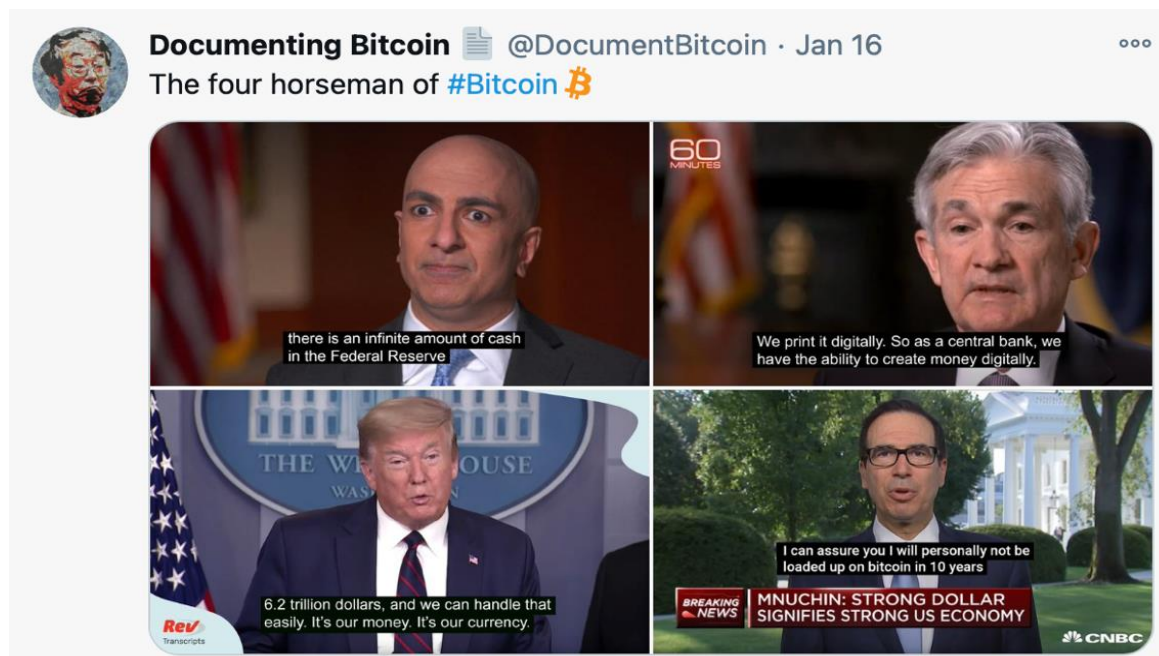 Documenting Bitcoin @DocumentBitcoin · Jan 16
The four horseman of #Bitcoin
there is an infinite amount of cash
in the Federal Reserve
60
MINUTES
We print it digitally. So as a central bank, we
have the ability to create money digitally.
THE WH OUSE
WAS N
6.2 trillion dollars, and we can handle that
easily. It's our money. It's our currency.
Rev
Transcripts
I can assure you I will personally not be
loaded up on bitcoin in 10 years
BREAKING
NEWS
MNUCHIN: STRONG DOLLAR
SIGNIFIES STRONG US ECONOMY
CNBC